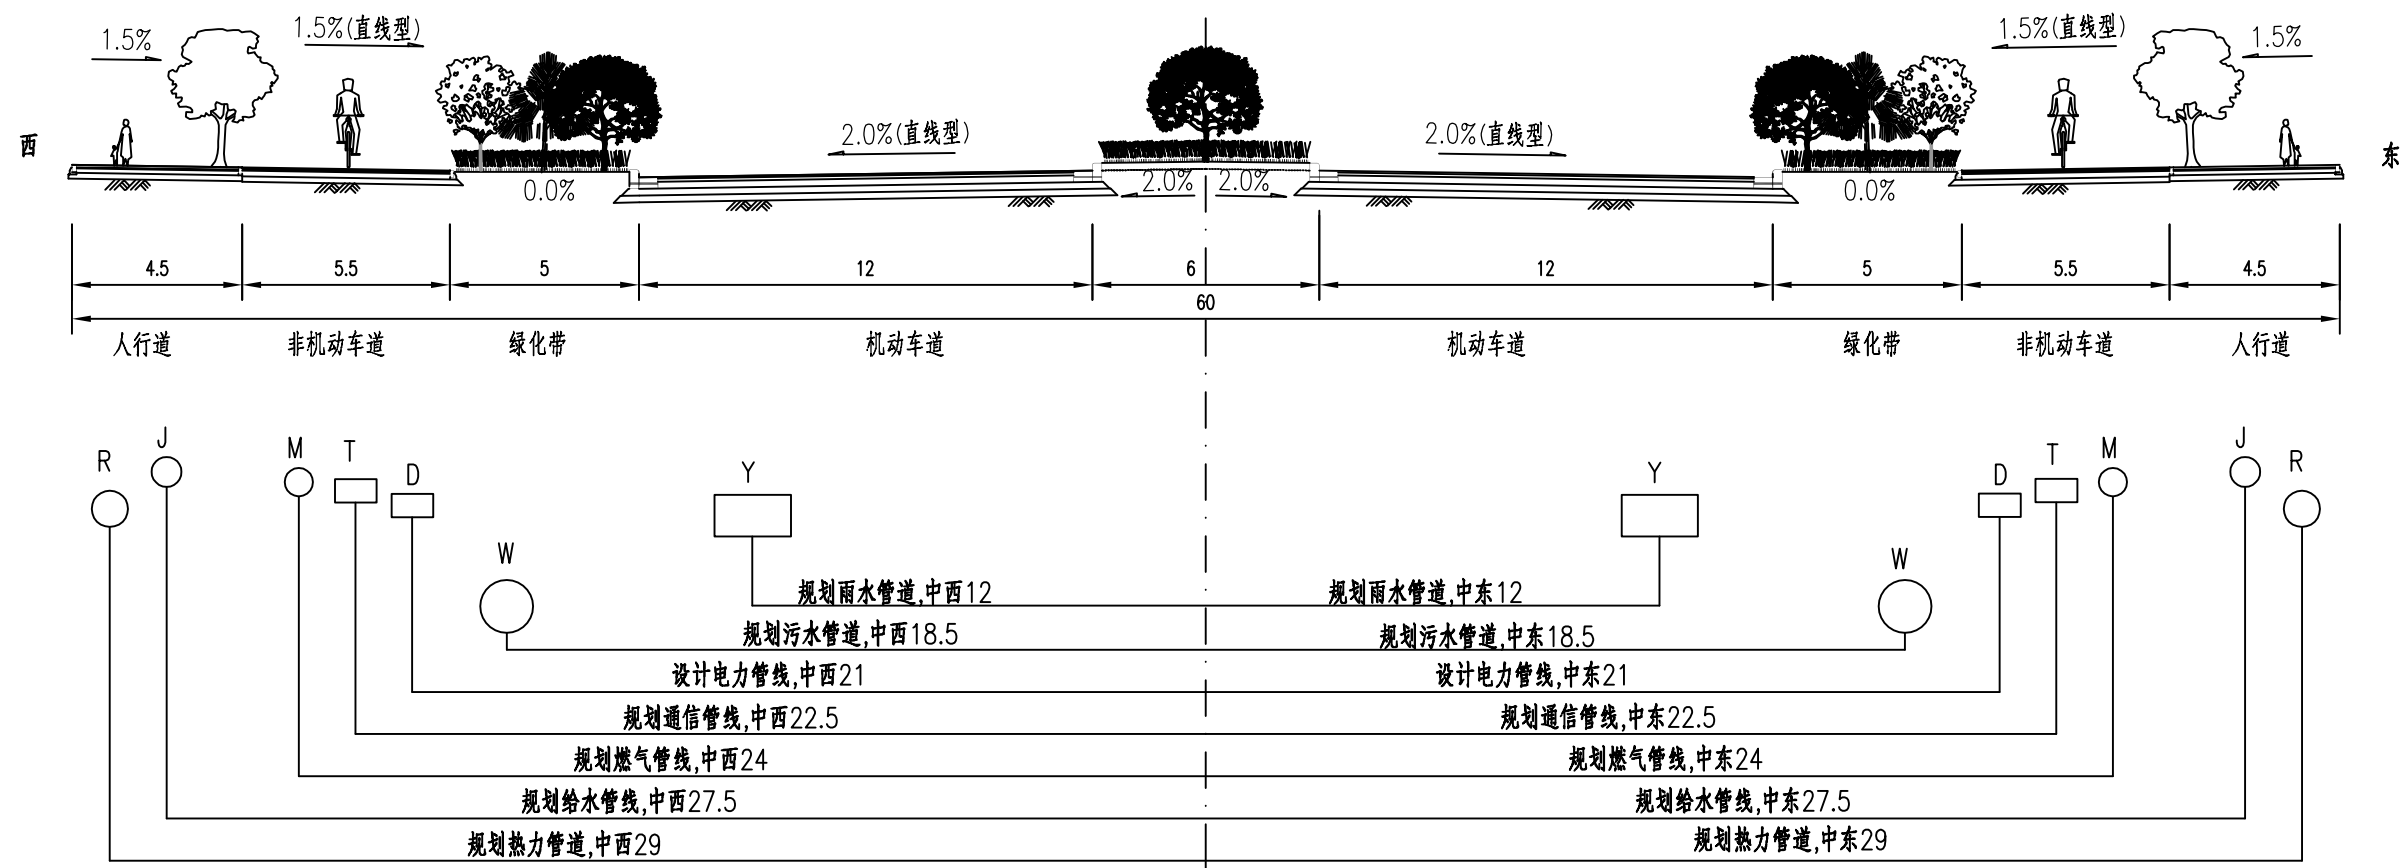 1.5%
1.5%(直线型)
1.5%(直线型)
1.5%
2.0%(直线型)
2.0%(直线型)
西
东
0.0%
2.0%
2.0%
0.0%
4.5
5.5
5
12
6
12
5
5.5
4.5
60
人行道
非机动车道
绿化带
机动车道
机动车道
绿化带
非机动车道
人行道
R
J
M
T
D
W
Y
Y
W
D
T
M
J
R
规划雨水管道,中西12
规划雨水管道,中东12
规划污水管道,中西18.5
规划污水管道,中东18.5
设计电力管线,中西21
设计电力管线,中东21
规划通信管线,中西22.5
规划通信管线,中东22.5
规划燃气管线,中西24
规划燃气管线,中东24
规划给水管线,中西27.5
规划给水管线,中东27.5
规划热力管道,中西29
规划热力管道,中东29